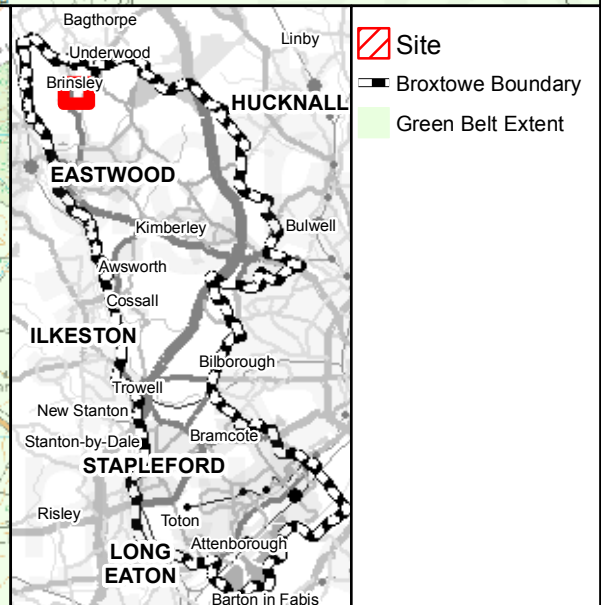 Bagthorpe
Linby
Underwood
Brinsley
HUCKNALL
EASTWOOD
Kimberley
Bulwell
Awsworth
Cossall
ILKESTON
Bilborough
Trowell
New Stanton
Bramcote
Stanton-by-Dale
STAPLEFORD
Risley
Toton
Attenborough
LONG
EATON
Barton in Fabis
Site
Broxtowe Boundary
Green Belt Extent